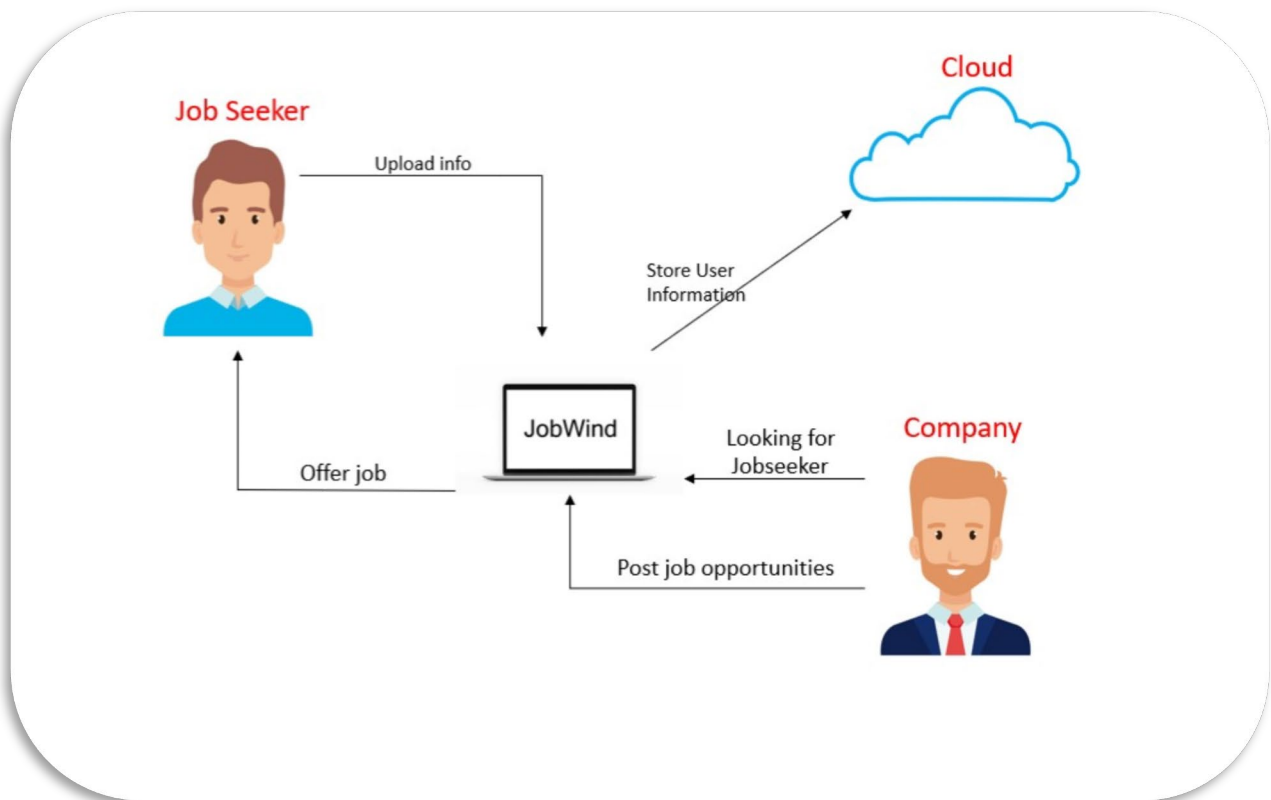 Cloud
Job Seeker
Upload info
Store User
Information
JobWind
Looking for
Jobseeker
Company
Offer job
Post job opportunities